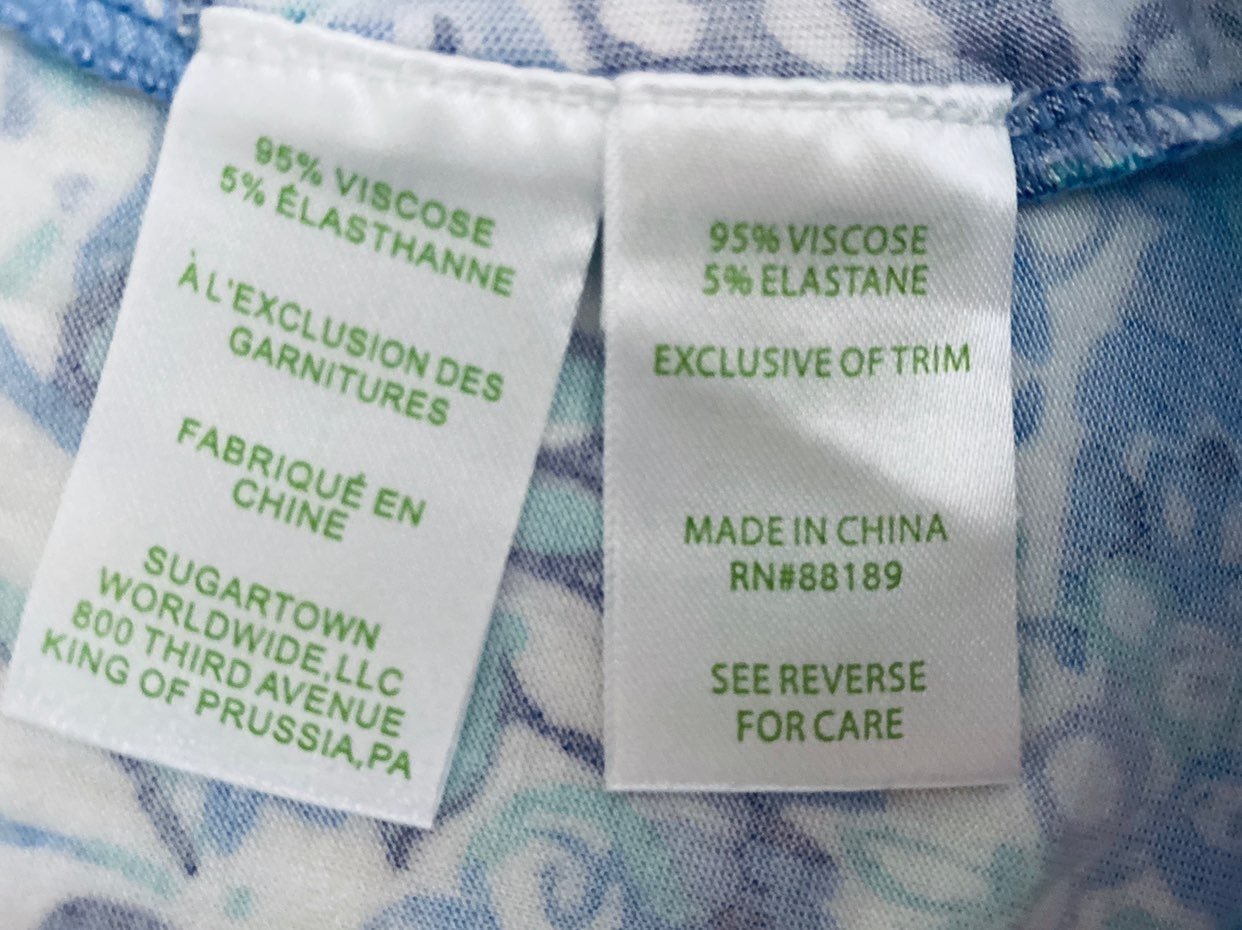 95% VISCOSE
5% ÉLASTHANNE
À L'EXCLUSION DES
GARNITURES
FABRIQUÉ EN
CHINE
SUGARTOWN
WORLDWIDE,LLC
800 THIRD AVENUE
KING OF PRUSSIA,PA
95% VISCOSE
5% ELASTANE
EXCLUSIVE OF TRIM
MADE IN CHINA
RN#88189
SEE REVERSE
FOR CARE